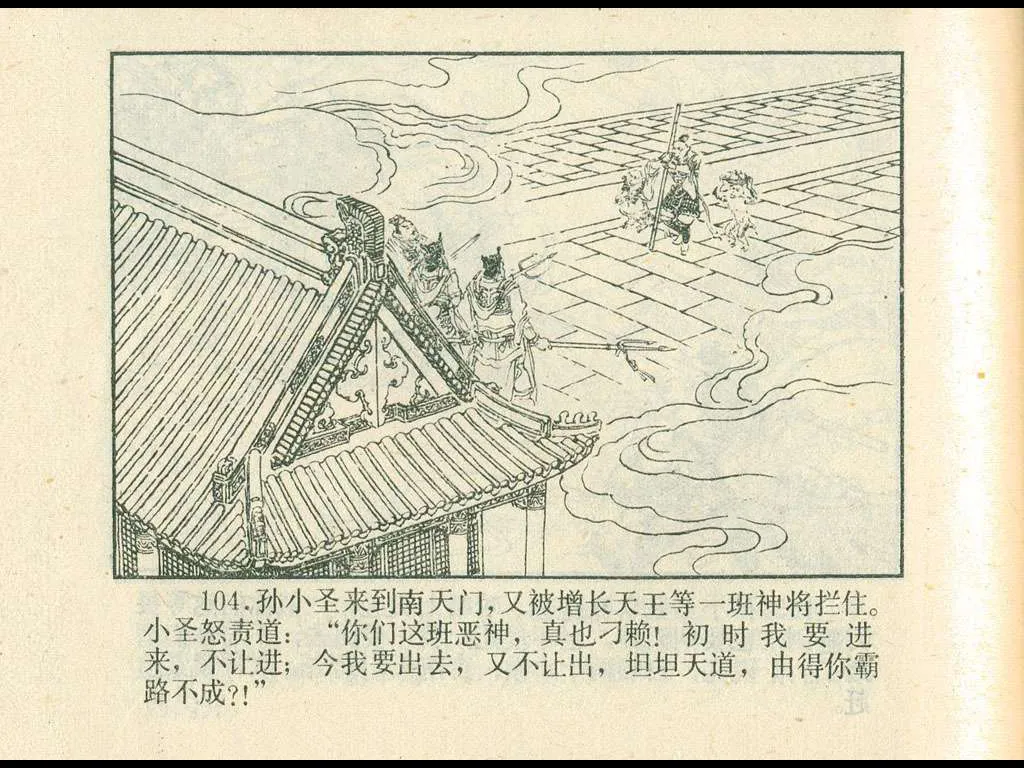 104.孙小圣来到南天门，又被增长天王等一班神将拦住。
小圣怒责道：“你们这班恶神，真也刁赖！初时我要进
来，不让进；今我要出去，又不让出，坦坦天道，由得你霸
路不成？！”